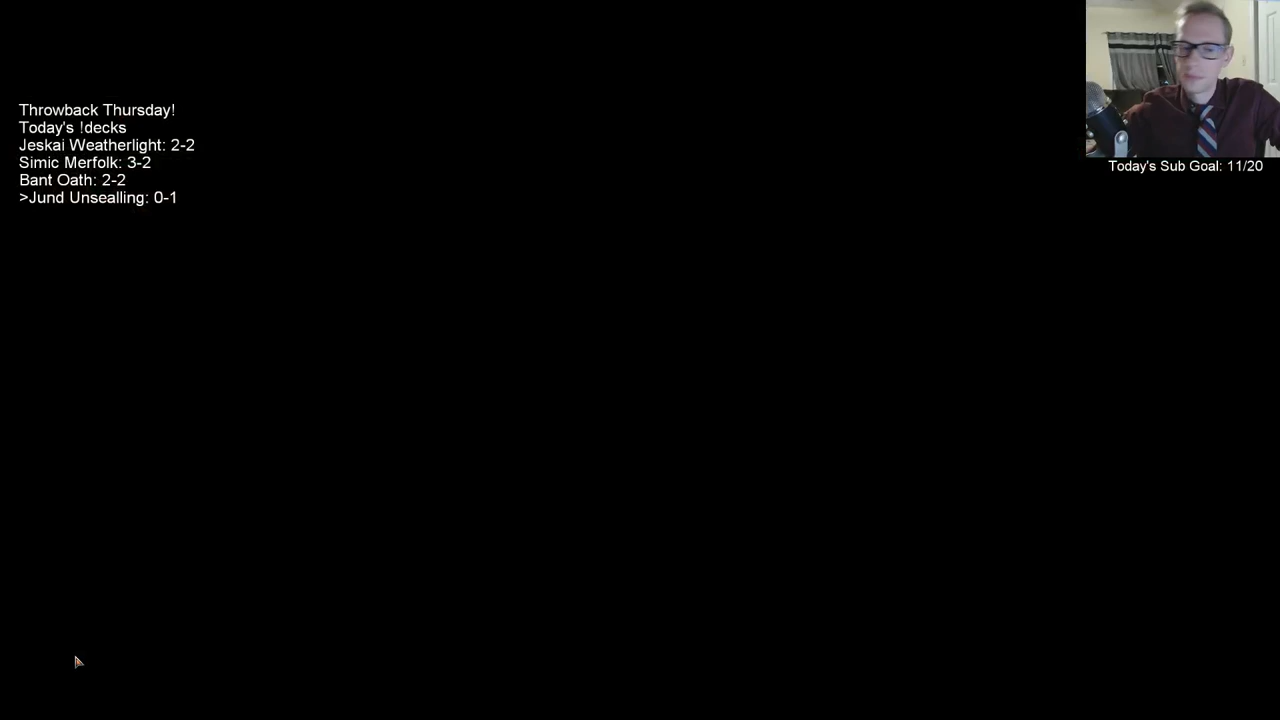 Throwback Thursday!
Today's !decks
Jeskai Weatherlight: 2-2
Simic Merfolk: 3-2
Bant Oath: 2-2
>Jund Unsealling: 0-1
Today's Sub Goal: 11/20